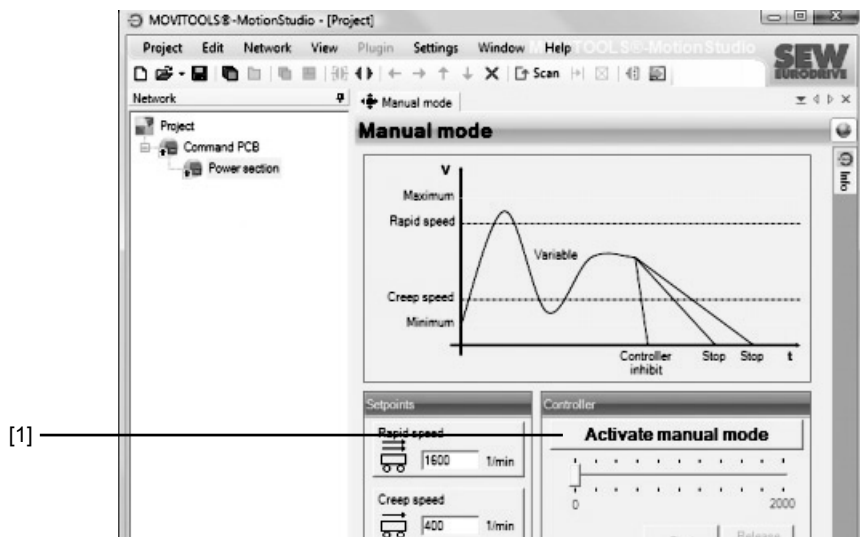 MOVITOOLS®-MotionStudio - [Project]
Project Edit Network View Plugin Settings Window Help
SEW
EURODRIVE
Scan
Network
Manual mode
Project
Command PCB
Power section
Manual mode
Info
V
Maximum
Rapid speed
Variable
Creep speed
Minimum
Controller inhibit
Stop
Stop
t
Setpoints
Controller
[1]
Rapid speed
1600 1/min
Activate manual mode
0 2000
Creep speed
400 1/min
Release